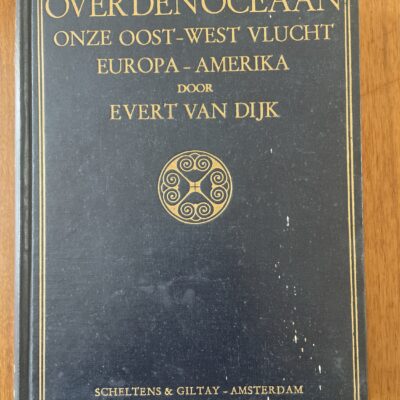 OVER DEN OCEAAN
ONZE OOST-WEST VLUCHT
EUROPA-AMERIKA
DOOR
EVERT VAN DIJK
SCHELTENS & GILTAY - AMSTERDAM